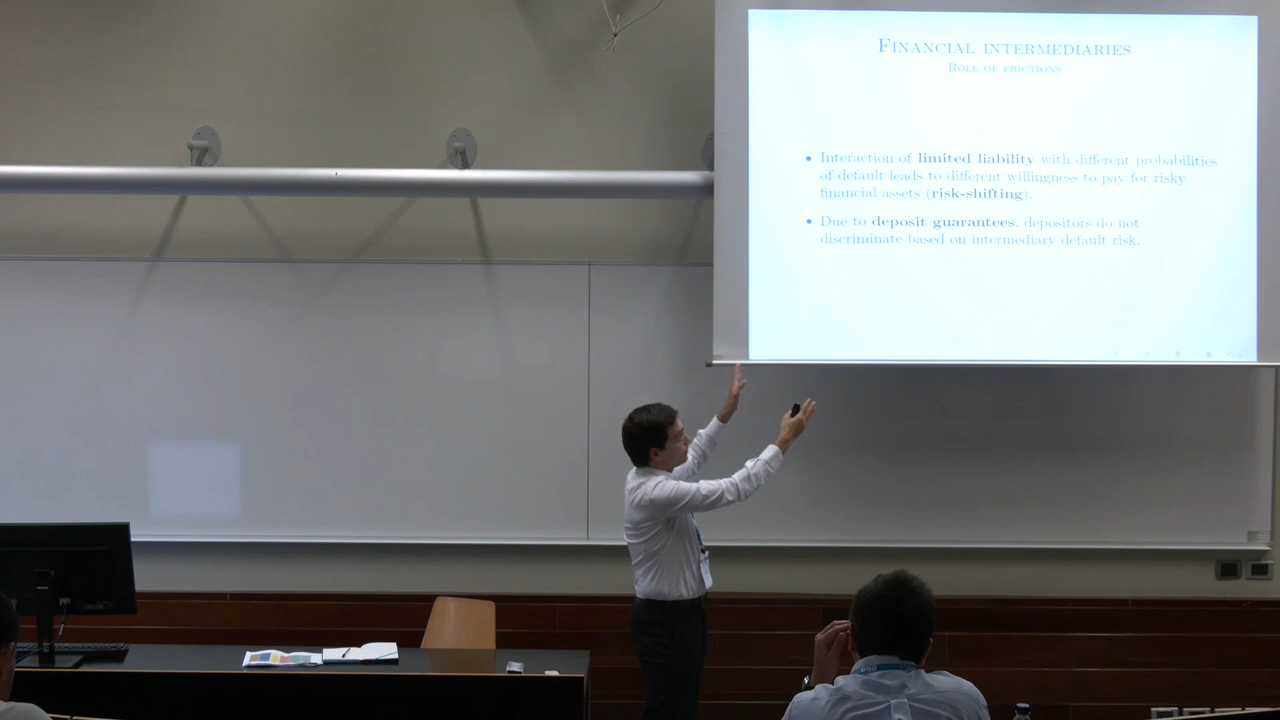 Financial intermediaries
Role of frictions
• Interaction of limited liability with different probabilities
of default leads to different willingness to pay for risky
financial assets (risk-shifting).
• Due to deposit guarantees, depositors do not
discriminate based on intermediary default risk.